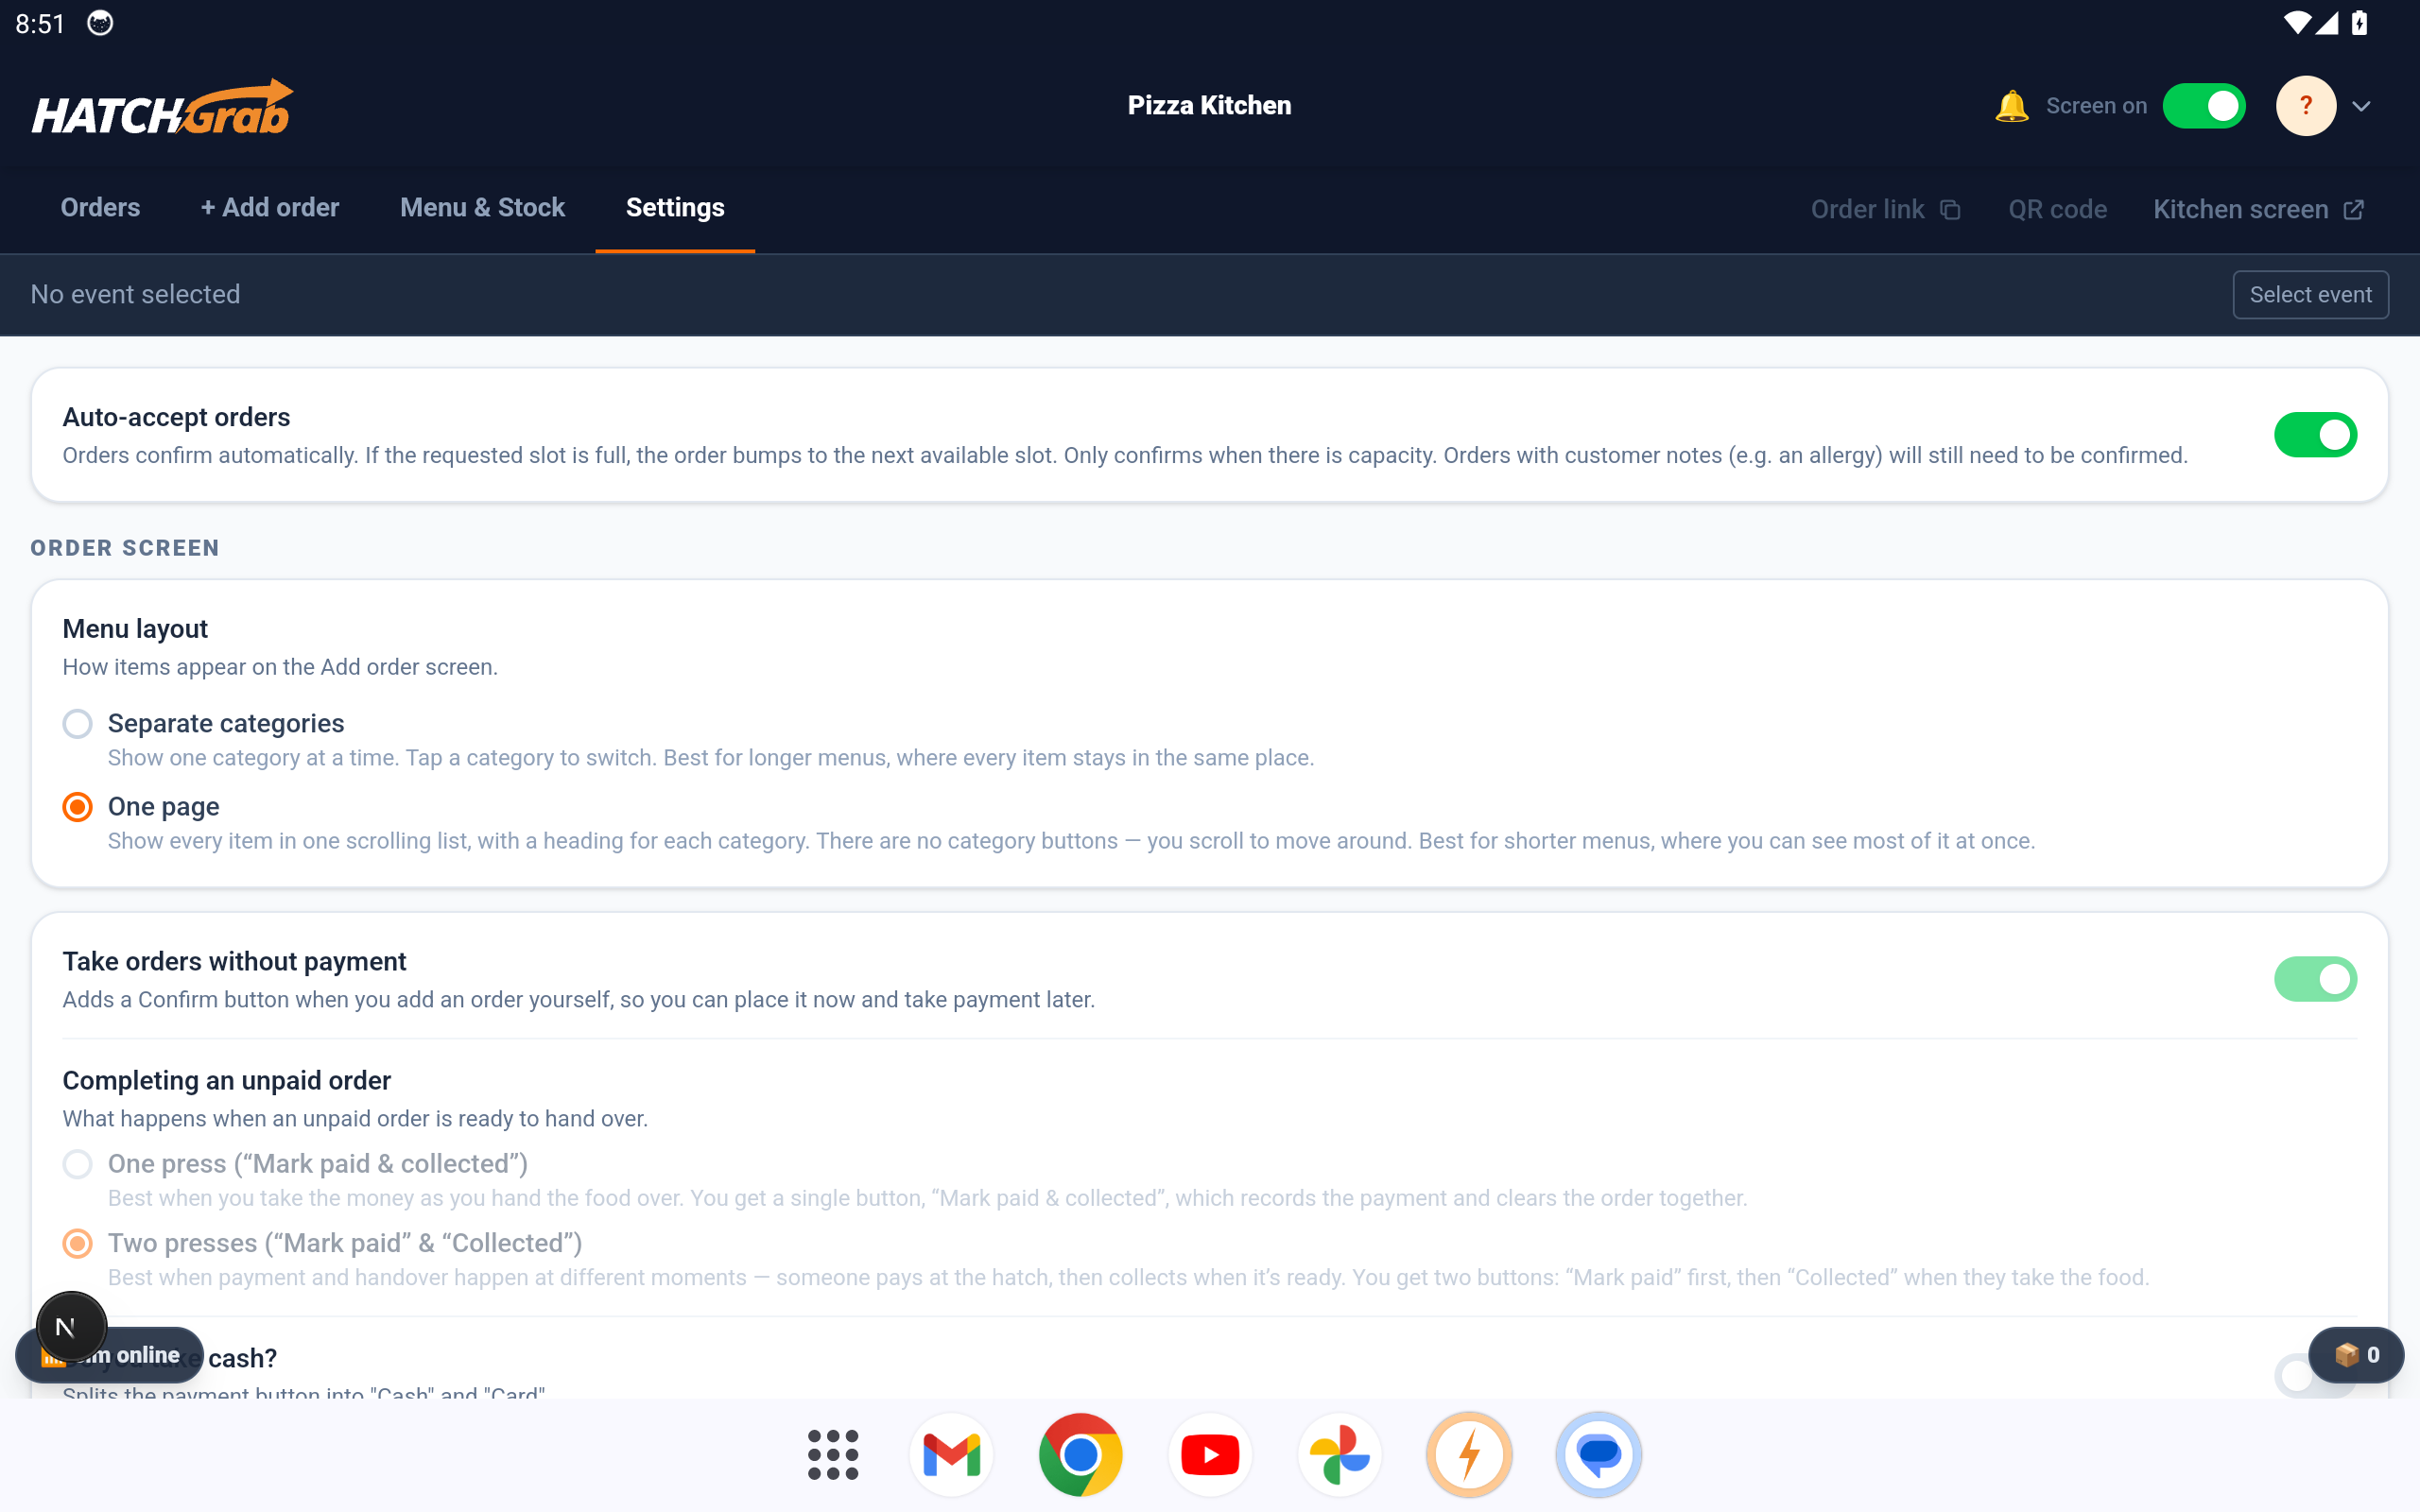 8:51
HATCHGrab
Pizza Kitchen
Screen on
?
Orders
+ Add order
Menu & Stock
Settings
Order link
QR code
Kitchen screen
No event selected
Select event
Auto-accept orders
Orders confirm automatically. If the requested slot is full, the order bumps to the next available slot. Only confirms when there is capacity. Orders with customer notes (e.g. an allergy) will still need to be confirmed.
ORDER SCREEN
Menu layout
How items appear on the Add order screen.
Separate categories
Show one category at a time. Tap a category to switch. Best for longer menus, where every item stays in the same place.
One page
Show every item in one scrolling list, with a heading for each category. There are no category buttons — you scroll to move around. Best for shorter menus, where you can see most of it at once.
Take orders without payment
Adds a Confirm button when you add an order yourself, so you can place it now and take payment later.
Completing an unpaid order
What happens when an unpaid order is ready to hand over.
One press (“Mark paid & collected”)
Best when you take the money as you hand the food over. You get a single button, “Mark paid & collected”, which records the payment and clears the order together.
Two presses (“Mark paid” & “Collected”)
Best when payment and handover happen at different moments — someone pays at the hatch, then collects when it’s ready. You get two buttons: “Mark paid” first, then “Collected” when they take the food.
N
online
cash?
0
Splits the payment button into "Cash" and "Card"